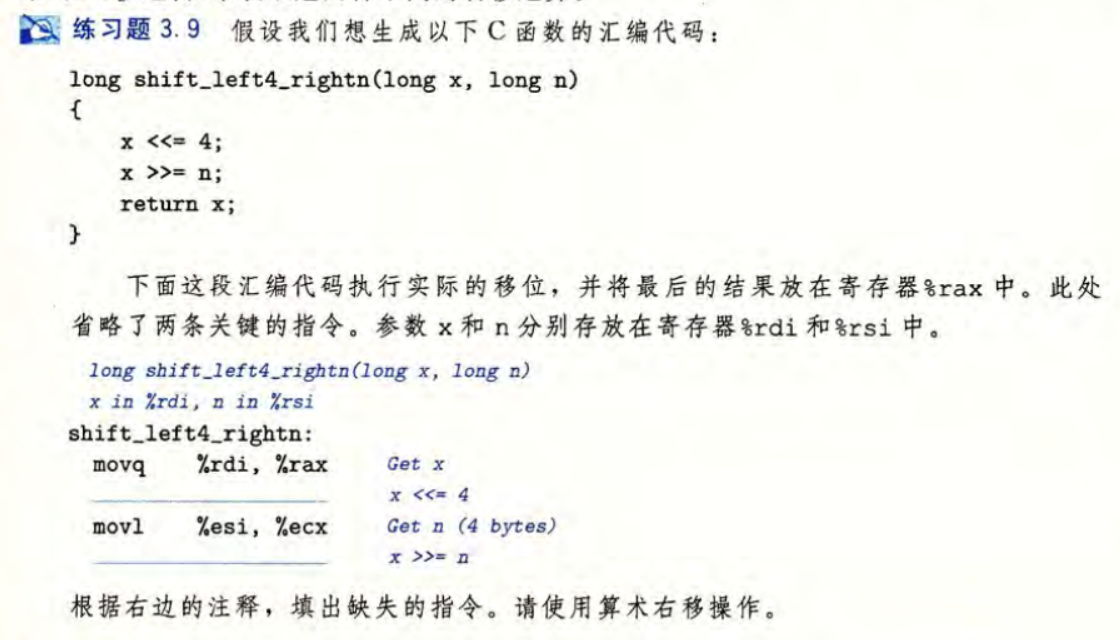 练习题 3.9 假设我们想生成以下 C 函数的汇编代码：
long shift_left4_rightn(long x, long n)
{
x <<= 4;
x >>= n;
return x;
}
下面这段汇编代码执行实际的移位，并将最后的结果放在寄存器%rax 中。此处
省略了两条关键的指令。参数 x 和 n 分别存放在寄存器%rdi 和%rsi 中。
long shift_left4_rightn(long x, long n)
x in %rdi, n in %rsi
shift_left4_rightn:
movq %rdi, %rax Get x
x <<= 4
movl %esi, %ecx Get n (4 bytes)
x >>= n
根据右边的注释，填出缺失的指令。请使用算术右移操作。